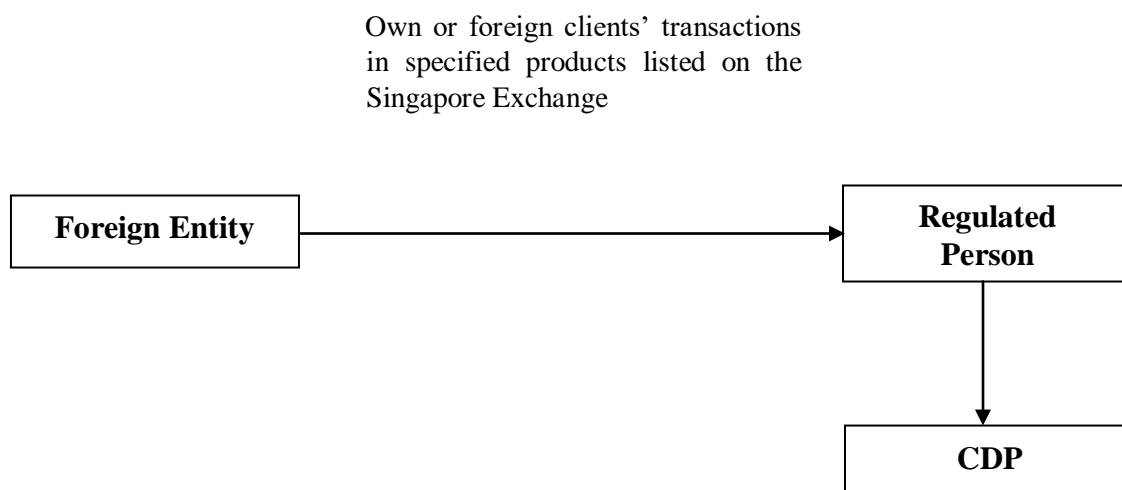 Own or foreign clients’ transactions
in specified products listed on the
Singapore Exchange
Foreign Entity
Regulated
Person
CDP